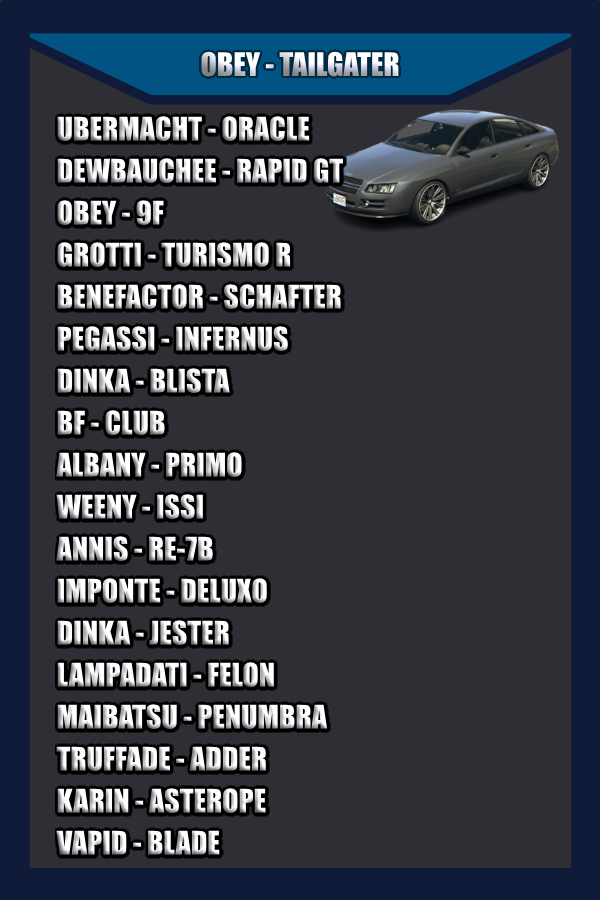 OBEY - TAILGATER
UBERMACHT - ORACLE
DEWBAUCHEE - RAPID GT
OBEY - 9F
GROTTI - TURISMO R
BENEFACTOR - SCHAFTER
PEGASSI - INFERNUS
DINKA - BLISTA
BF - CLUB
ALBANY - PRIMO
WEENY - ISSI
ANNIS - RE-7B
IMPONTE - DELUXO
DINKA - JESTER
LAMPADATI - FELON
MAIBATSU - PENUMBRA
TRUFFADE - ADDER
KARIN - ASTEROPE
VAPID - BLADE